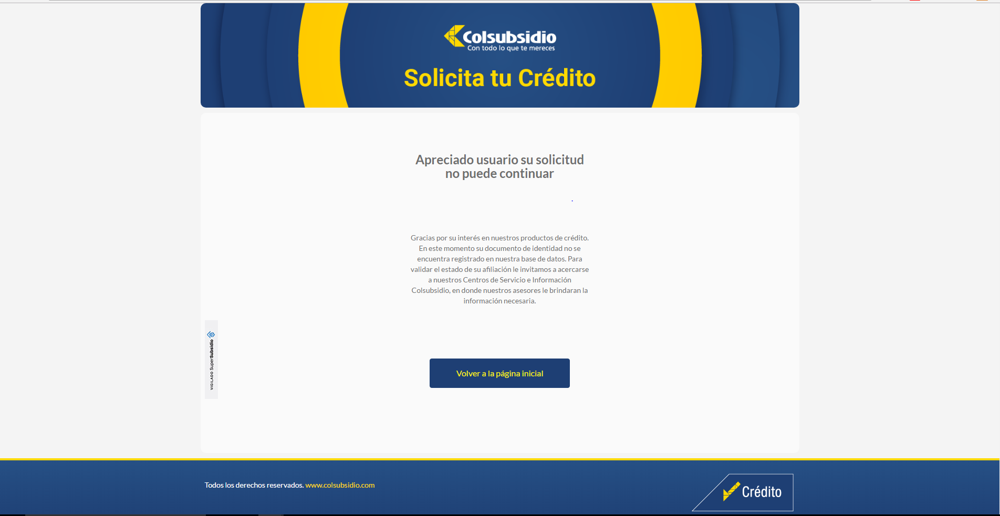 Colsubsidio
Con todo lo que te mereces
Solicita tu Crédito
Apreciado usuario su solicitud
no puede continuar
Gracias por su interés en nuestros productos de crédito.
En este momento su documento de identidad no se
encuentra registrado en nuestra base de datos. Para
validar el estado de su afiliación le invitamos a acercarse
a nuestros Centros de Servicio e Información
Colsubsidio, en donde nuestros asesores le brindaran la
información necesaria.
VIGILADO SuperSubsidio
Volver a la página inicial
Todos los derechos reservados. www.colsubsidio.com
Crédito